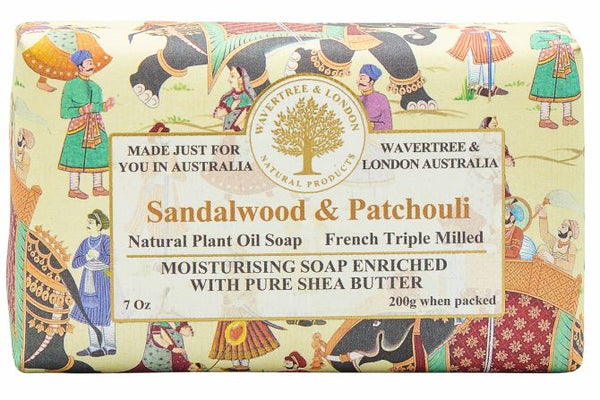 WAVERTREE & LONDON
NATURAL PRODUCTS
MADE JUST FOR
YOU IN AUSTRALIA
WAVERTREE &
LONDON AUSTRALIA
Sandalwood & Patchouli
Natural Plant Oil Soap French Triple Milled
MOISTURISING SOAP ENRICHED
WITH PURE SHEA BUTTER
7 Oz 200g when packed